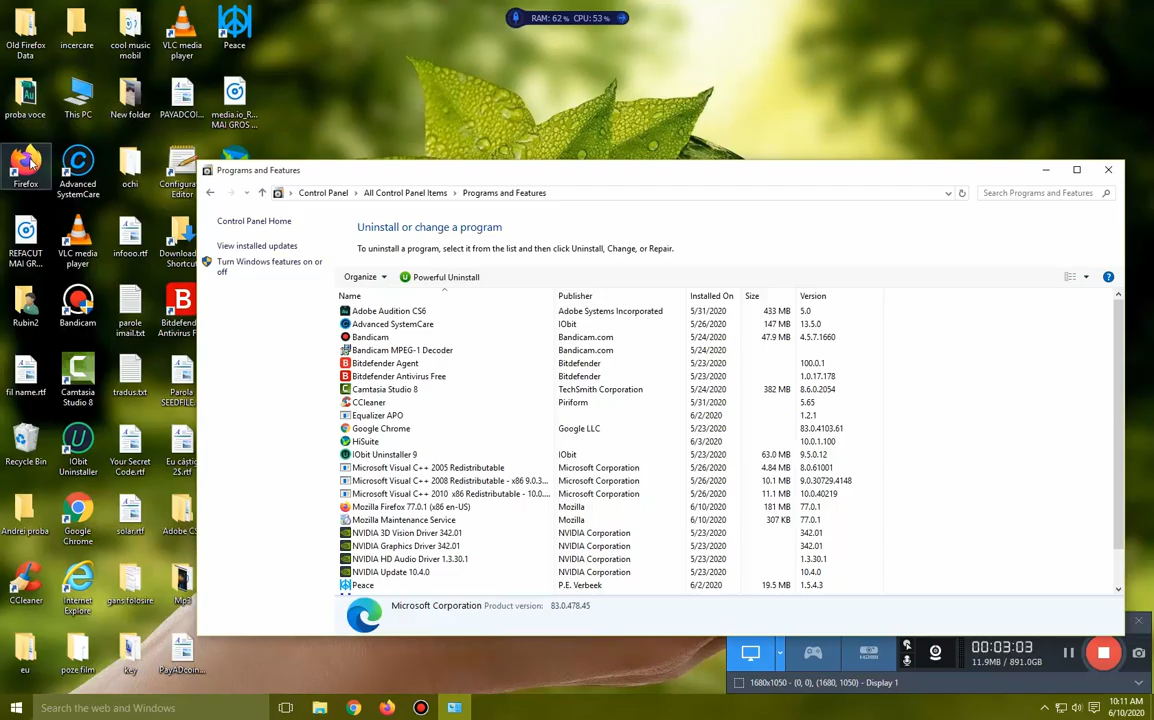 RAM: 62 % CPU: 53 %
Old Firefox Data
incercare
cool music mobil
VLC media player
Peace
proba voce
This PC
New folder
PAYADCOI...
media.io_R... MAI GROS ...
Firefox
Advanced SystemCare
ochi
Configura... Editor
REFACUT MAI GR...
VLC media player
infooo.rtf
Download... Shortcu...
Rubin2
Bandicam
parole imail.txt
Bitdefend... Antivirus F...
fil name.rtf
Camtasia Studio 8
tradus.txt
Parola SEEDFILE...
Recycle Bin
IObit Uninstaller
Your Secret Code.rtf
Eu câștig 2$.rtf
Andrei proba
Google Chrome
solar.rtf
Adobe CS...
CCleaner
Internet Explore
gans folosire
Mp3
eu
poze film
key
PayADcoin...
Programs and Features
Control Panel
All Control Panel Items
Programs and Features
Search Programs and Features
Control Panel Home
View installed updates
Turn Windows features on or off
Uninstall or change a program
To uninstall a program, select it from the list and then click Uninstall, Change, or Repair.
Organize
Powerful Uninstall
Name Publisher Installed On Size Version
Adobe Audition CS6 Adobe Systems Incorporated 5/31/2020 433 MB 5.0
Advanced SystemCare IObit 5/26/2020 147 MB 13.5.0
Bandicam Bandicam.com 5/24/2020 47.9 MB 4.5.7.1660
Bandicam MPEG-1 Decoder Bandicam.com 5/24/2020
Bitdefender Agent Bitdefender 5/23/2020 100.0.1
Bitdefender Antivirus Free Bitdefender 5/23/2020 1.0.17.178
Camtasia Studio 8 TechSmith Corporation 5/24/2020 382 MB 8.6.0.2054
CCleaner Piriform 5/31/2020 5.65
Equalizer APO 6/2/2020 1.2.1
Google Chrome Google LLC 5/23/2020 83.0.4103.61
HiSuite 6/3/2020 10.0.1.100
IObit Uninstaller 9 IObit 5/23/2020 63.0 MB 9.5.0.12
Microsoft Visual C++ 2005 Redistributable Microsoft Corporation 5/26/2020 4.84 MB 8.0.61001
Microsoft Visual C++ 2008 Redistributable - x86 9.0.3... Microsoft Corporation 5/26/2020 10.1 MB 9.0.30729.4148
Microsoft Visual C++ 2010 x86 Redistributable - 10.0.... Microsoft Corporation 5/26/2020 11.1 MB 10.0.40219
Mozilla Firefox 77.0.1 (x86 en-US) Mozilla 6/10/2020 181 MB 77.0.1
Mozilla Maintenance Service Mozilla 6/10/2020 307 KB 77.0.1
NVIDIA 3D Vision Driver 342.01 NVIDIA Corporation 5/23/2020 342.01
NVIDIA Graphics Driver 342.01 NVIDIA Corporation 5/23/2020 342.01
NVIDIA HD Audio Driver 1.3.30.1 NVIDIA Corporation 5/23/2020 1.3.30.1
NVIDIA Update 10.4.0 NVIDIA Corporation 5/23/2020 10.4.0
Peace P.E. Verbeek 6/2/2020 19.5 MB 1.5.4.3
Microsoft Corporation Product version: 83.0.478.45
00:03:03
11.9MB / 891.0GB
1680x1050 - (0, 0), (1680, 1050) - Display 1
Search the web and Windows
10:11 AM
6/10/2020